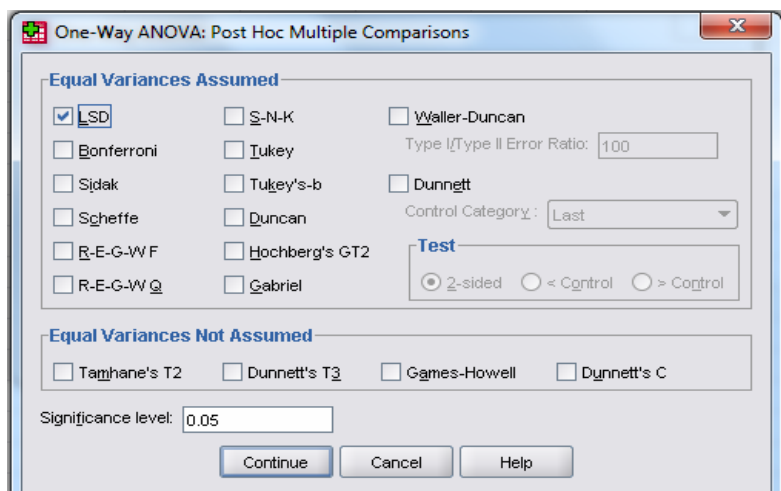 One-Way ANOVA: Post Hoc Multiple Comparisons
Equal Variances Assumed
LSD S-N-K Waller-Duncan
Bonferroni Tukey Type I/Type II Error Ratio: 100
Sidak Tukey's-b Dunnett
Scheffe Duncan Control Category : Last
R-E-G-W F Hochberg's GT2 Test
R-E-G-W Q Gabriel 2-sided < Control > Control
Equal Variances Not Assumed
Tamhane's T2 Dunnett's T3 Games-Howell Dunnett's C
Significance level: 0.05
Continue Cancel Help